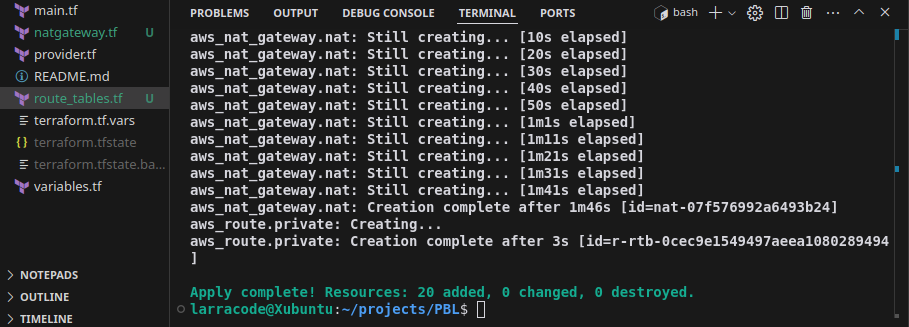 main.tf
natgateway.tf U
provider.tf
README.md
route_tables.tf U
terraform.tf.vars
terraform.tfstate
terraform.tfstate.ba...
variables.tf
NOTEPADS
OUTLINE
TIMELINE
PROBLEMS OUTPUT DEBUG CONSOLE TERMINAL PORTS bash
aws_nat_gateway.nat: Still creating... [10s elapsed]
aws_nat_gateway.nat: Still creating... [20s elapsed]
aws_nat_gateway.nat: Still creating... [30s elapsed]
aws_nat_gateway.nat: Still creating... [40s elapsed]
aws_nat_gateway.nat: Still creating... [50s elapsed]
aws_nat_gateway.nat: Still creating... [1m1s elapsed]
aws_nat_gateway.nat: Still creating... [1m11s elapsed]
aws_nat_gateway.nat: Still creating... [1m21s elapsed]
aws_nat_gateway.nat: Still creating... [1m31s elapsed]
aws_nat_gateway.nat: Still creating... [1m41s elapsed]
aws_nat_gateway.nat: Creation complete after 1m46s [id=nat-07f576992a6493b24]
aws_route.private: Creating...
aws_route.private: Creation complete after 3s [id=r-rtb-0cec9e1549497aeea1080289494
]
Apply complete! Resources: 20 added, 0 changed, 0 destroyed.
larracode@Xubuntu:~/projects/PBL$